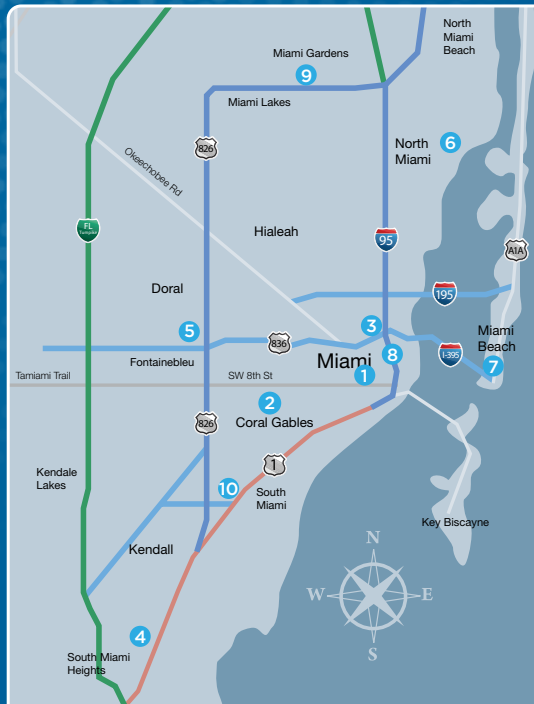 North
Miami
Beach
Miami Gardens
9
Miami Lakes
826
Okeechobee Rd
North
Miami
6
FL
Turnpike
Hialeah
95
A1A
Doral
195
5
3
836
Miami
8
I-395
Miami
Beach
Fontainebleu
1
7
Tamiami Trail
SW 8th St
2
826
Coral Gables
1
Kendale
Lakes
10
South
Miami
Key Biscayne
Kendall
N
W
E
S
4
South Miami
Heights